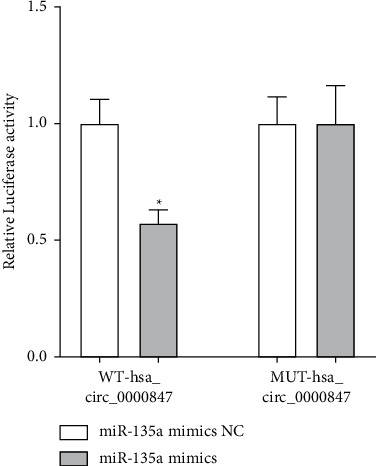 Relative Luciferase activity
1.5
1.0
0.5
0.0
*
WT-hsa_
circ_0000847
MUT-hsa_
circ_0000847
miR-135a mimics NC
miR-135a mimics